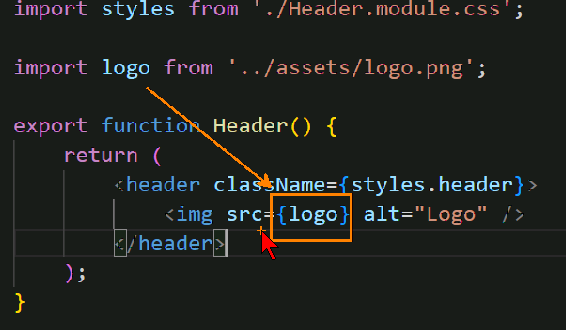 import styles from './Header.module.css';
import logo from '../assets/logo.png';
export function Header() {
return (
<header className={styles.header}>
<img src={logo} alt="Logo" />
</header>
);
}